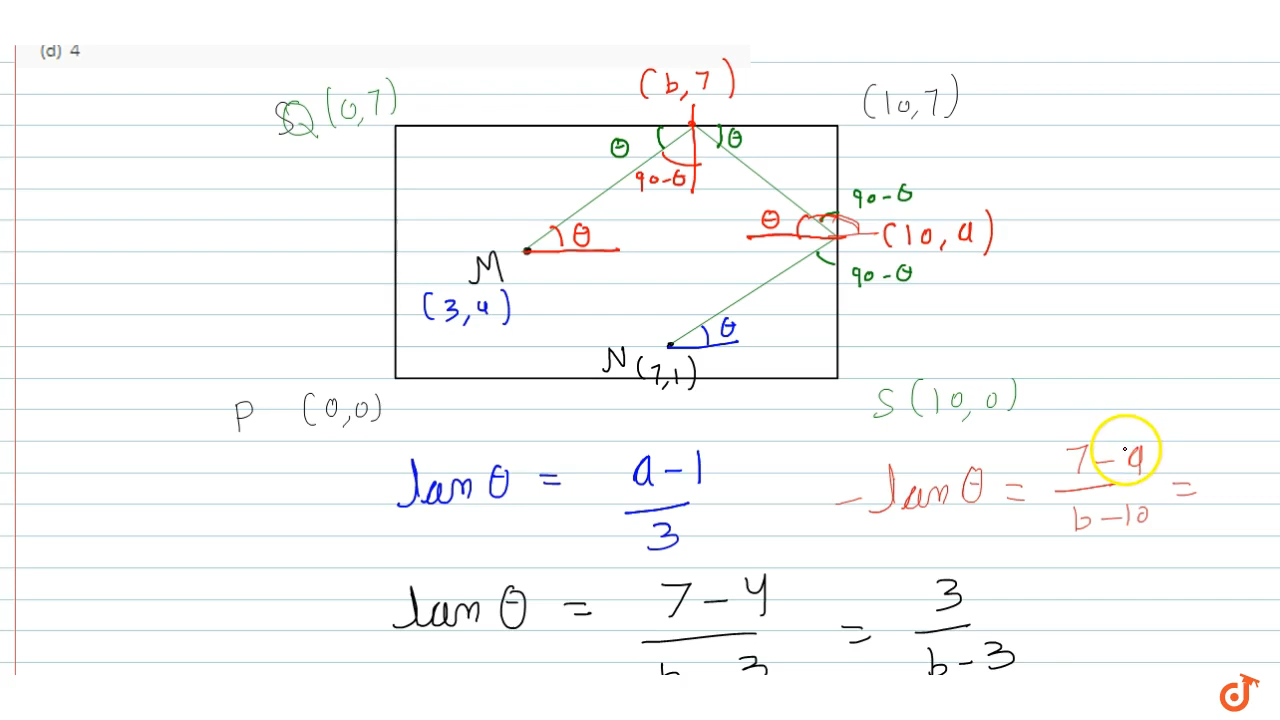 (d) 4
(b, 7)
SQ (0, 7)
(10, 7)
θ
θ
90-θ
90-θ
θ
(10, a)
θ
M
90-θ
(3, 4)
θ
N (7, 1)
P (0, 0)
S (10, 0)
tan θ = a-1 / 3
- tan θ = 7-a / b-10 =
tan θ = 7-4 / b-3 = 3 / b-3
d